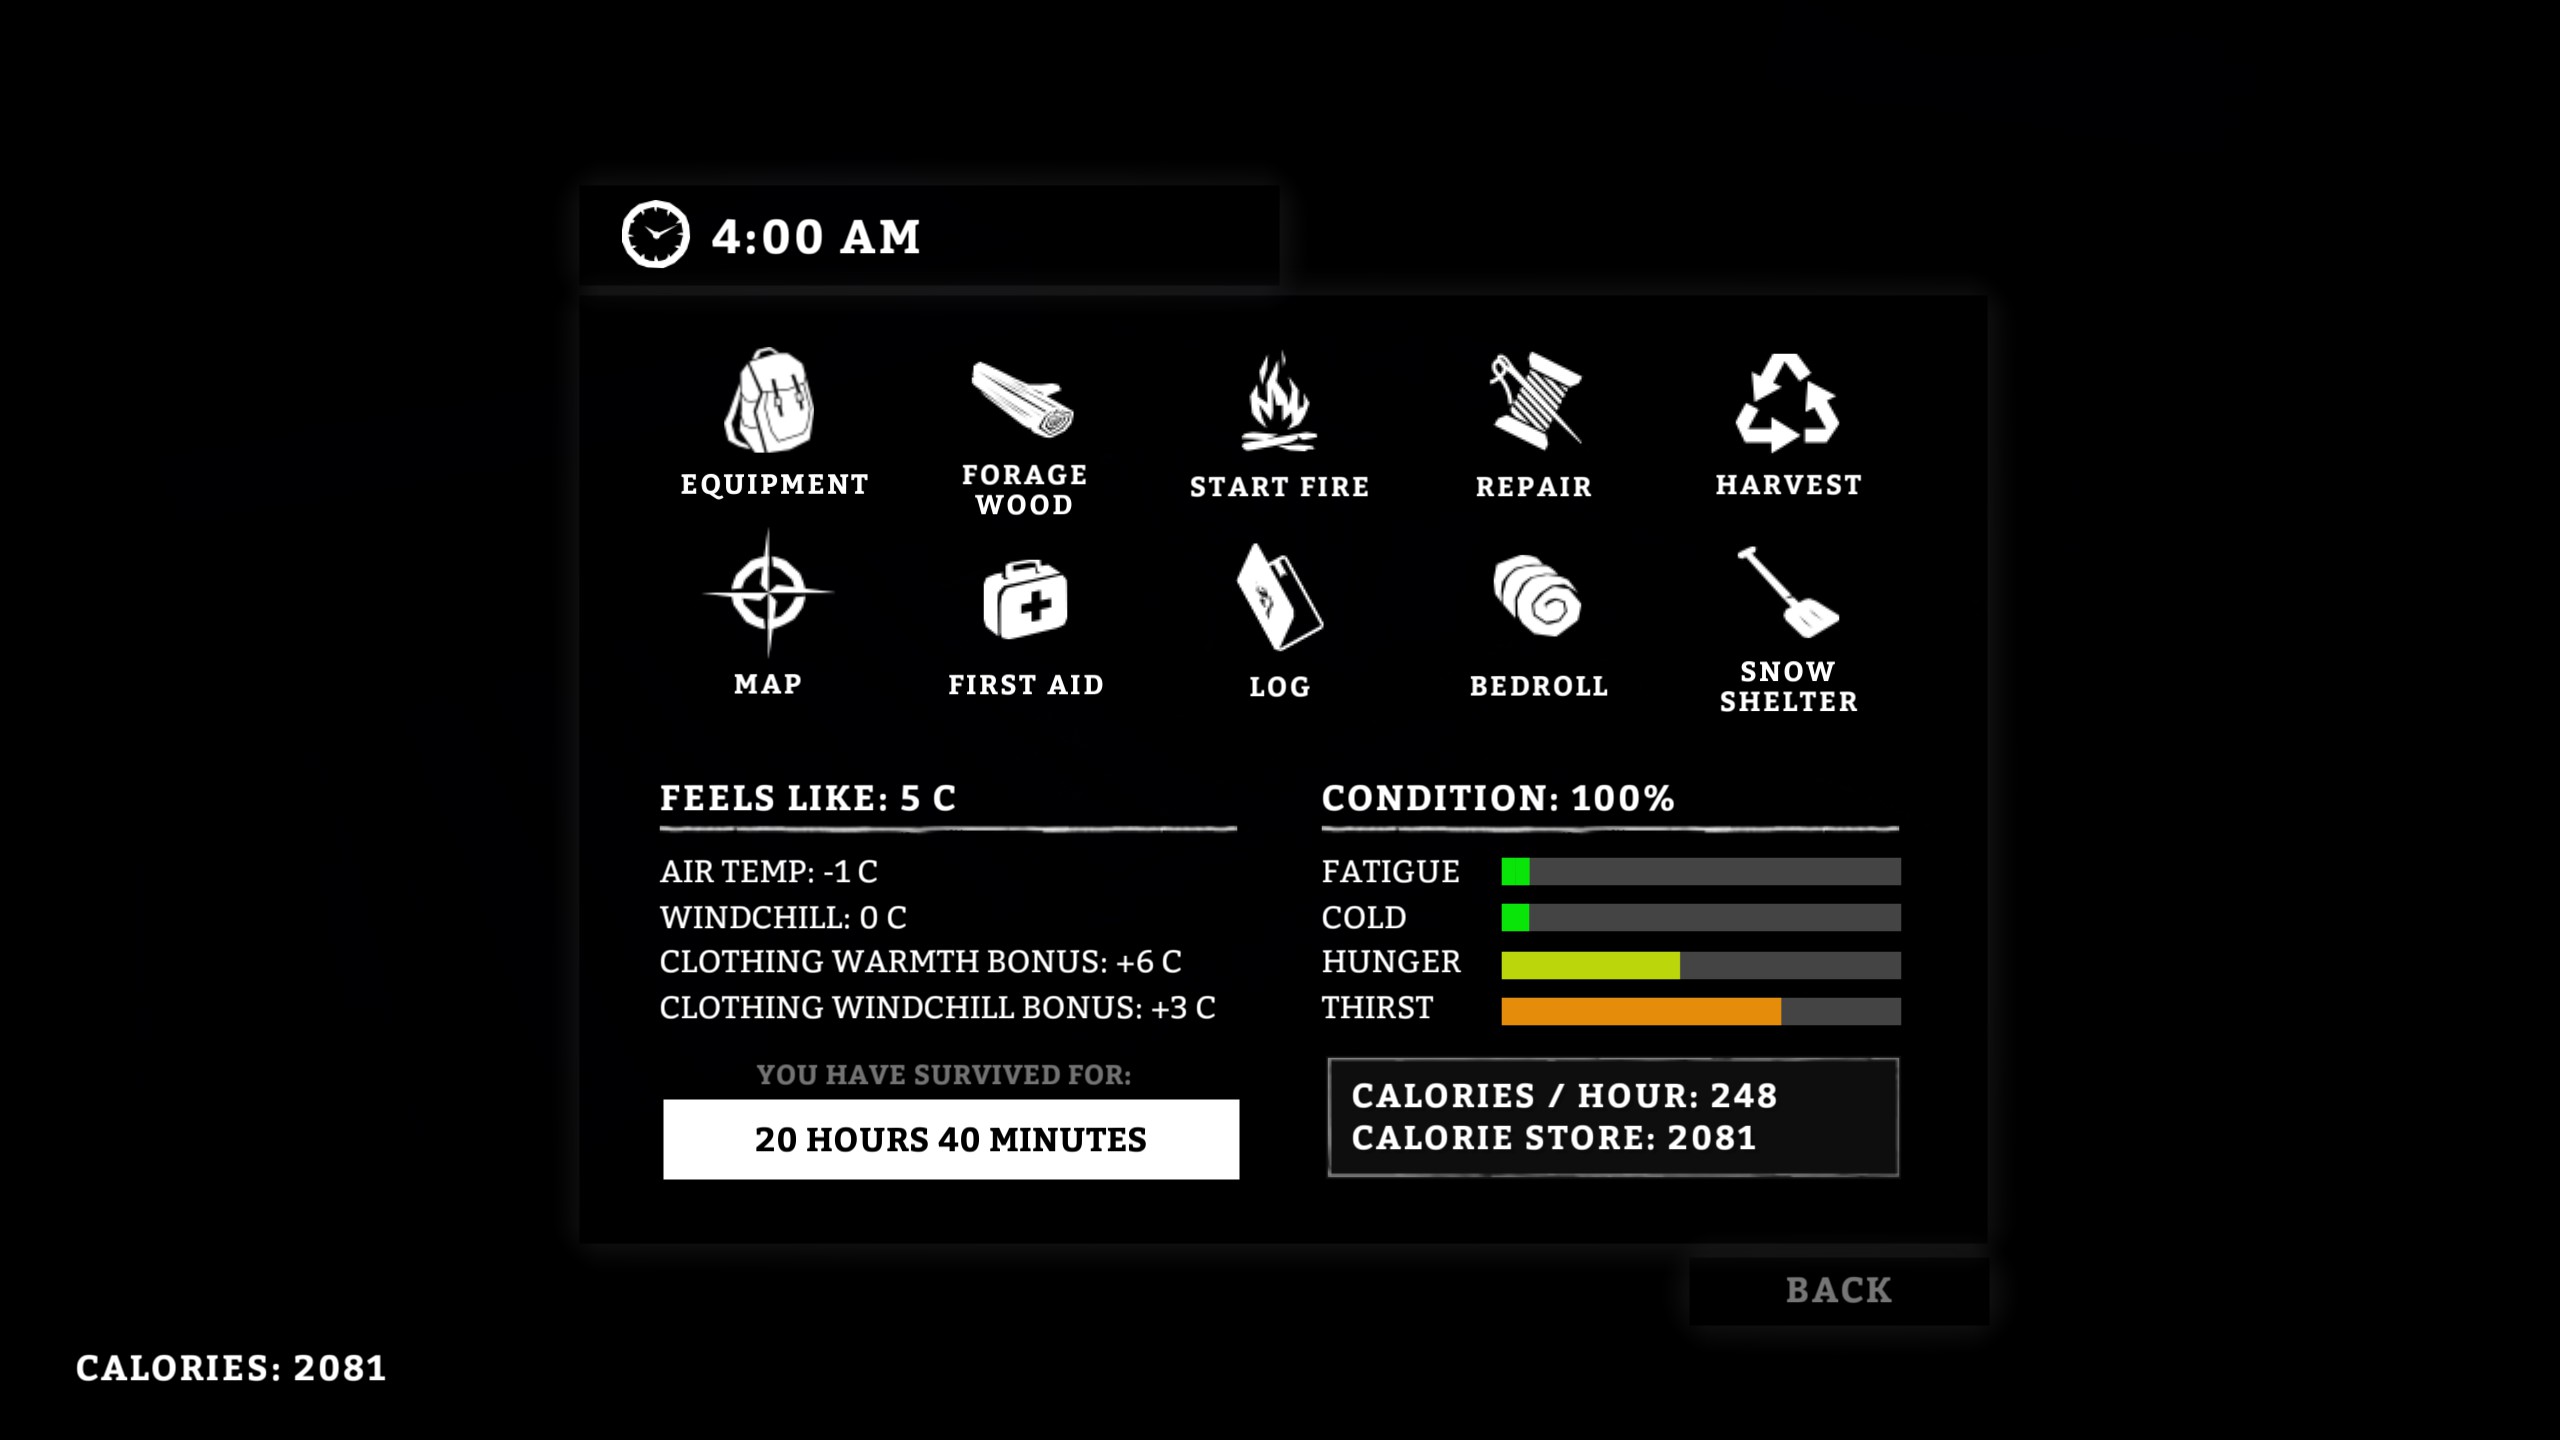 4:00 AM
EQUIPMENT
FORAGE
WOOD
START FIRE
REPAIR
HARVEST
MAP
FIRST AID
LOG
BEDROLL
SNOW
SHELTER
FEELS LIKE: 5 C
AIR TEMP: -1 C
WINDCHILL: 0 C
CLOTHING WARMTH BONUS: +6 C
CLOTHING WINDCHILL BONUS: +3 C
YOU HAVE SURVIVED FOR:
20 HOURS 40 MINUTES
CONDITION: 100%
FATIGUE
COLD
HUNGER
THIRST
CALORIES / HOUR: 248
CALORIE STORE: 2081
BACK
CALORIES: 2081